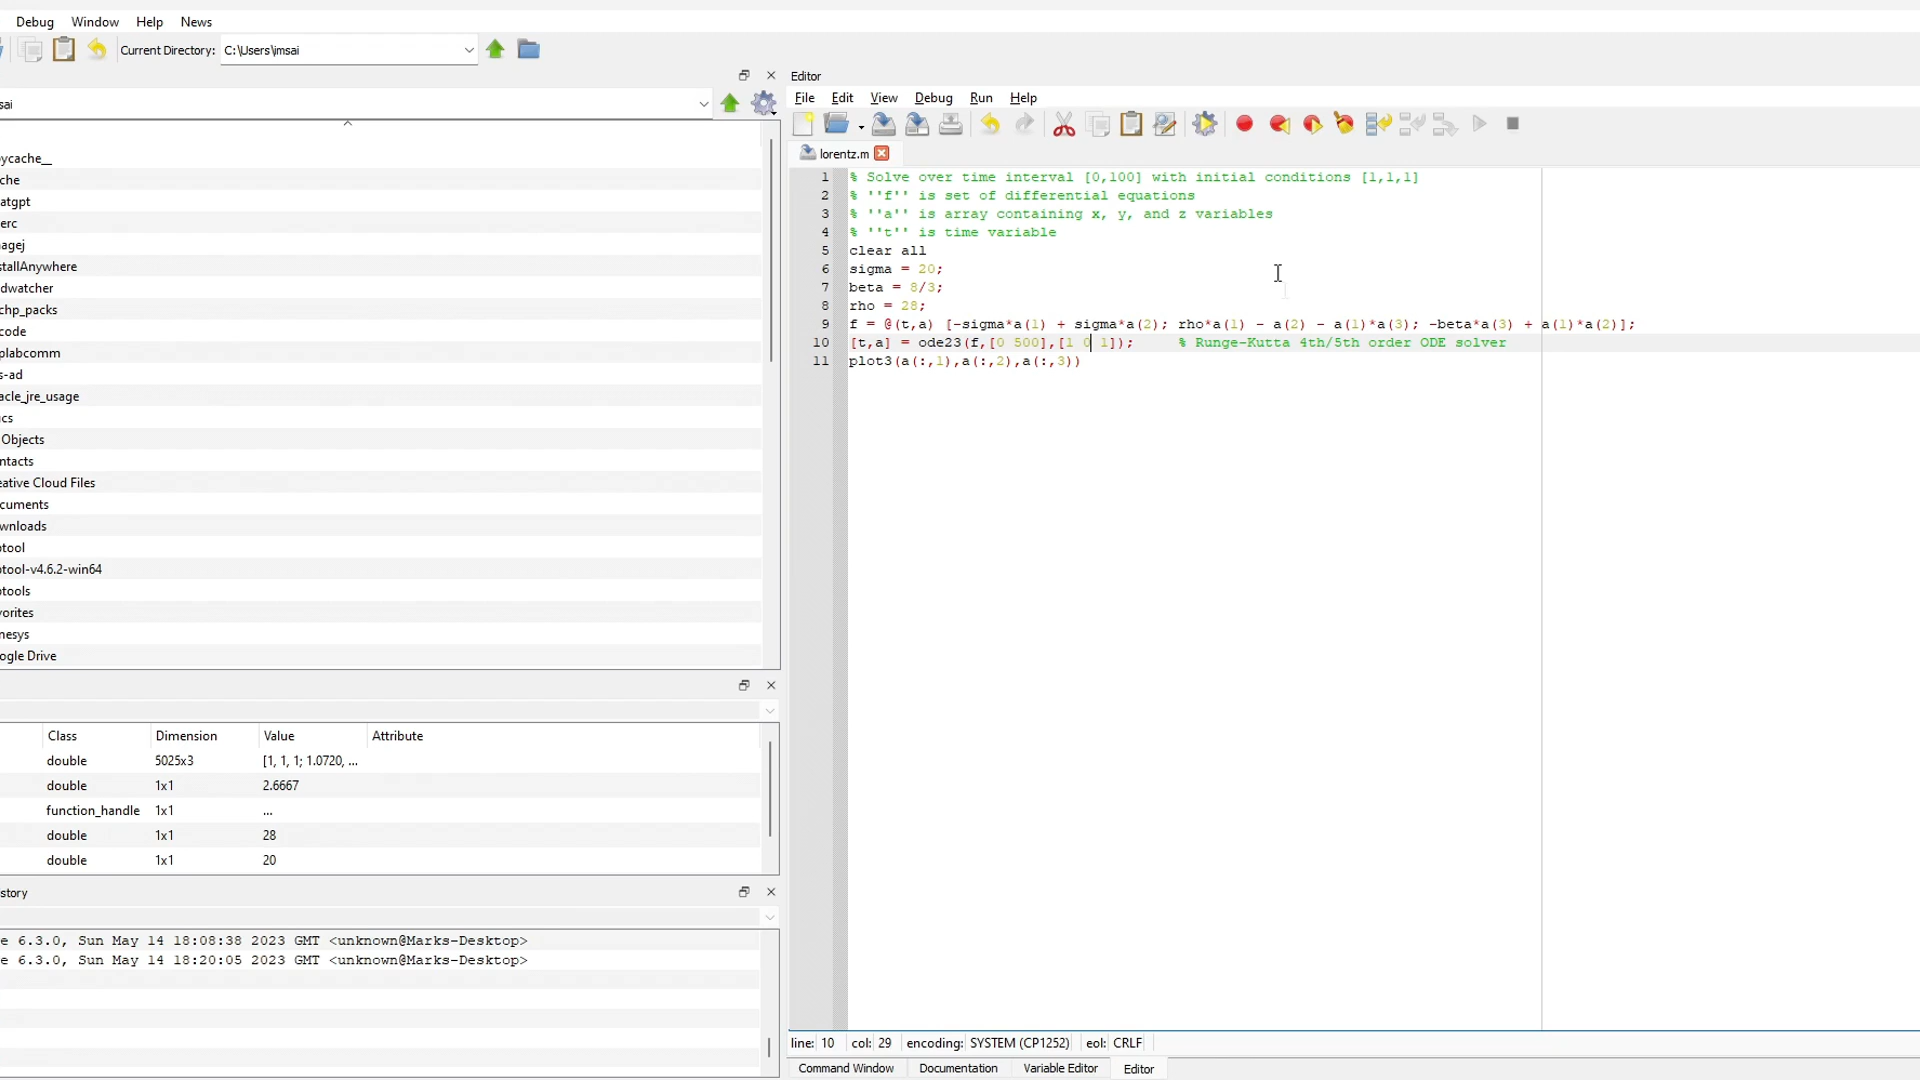 Debug Window Help News
Current Directory: C:\Users\jmsai
sai
Editor
File Edit View Debug Run Help
lorentz.m
ycache__
che
atgpt
erc
agej
stallAnywhere
dwatcher
chp_packs
code
plabcomm
s-ad
acle_jre_usage
cs
Objects
ntacts
eative Cloud Files
cuments
wnloads
otool
otool-v4.6.2-win64
otools
vorites
nesys
ogle Drive
1 % Solve over time interval [0,100] with initial conditions [1,1,1]
2 % ''f'' is set of differential equations
3 % ''a'' is array containing x, y, and z variables
4 % ''t'' is time variable
5 clear all
6 sigma = 20;
7 beta = 8/3;
8 rho = 28;
9 f = @(t,a) [-sigma*a(1) + sigma*a(2); rho*a(1) - a(2) - a(1)*a(3); -beta*a(3) + a(1)*a(2)];
10 [t,a] = ode23(f,[0 500],[1 0 1]); % Runge-Kutta 4th/5th order ODE solver
11 plot3(a(:,1),a(:,2),a(:,3))
Class Dimension Value Attribute
double 5025x3 [1, 1, 1; 1.0720, ...
double 1x1 2.6667
function_handle 1x1 ...
double 1x1 28
double 1x1 20
story
e 6.3.0, Sun May 14 18:08:38 2023 GMT <unknown@Marks-Desktop>
e 6.3.0, Sun May 14 18:20:05 2023 GMT <unknown@Marks-Desktop>
line: 10 col: 29 encoding: SYSTEM (CP1252) eol: CRLF
Command Window Documentation Variable Editor Editor